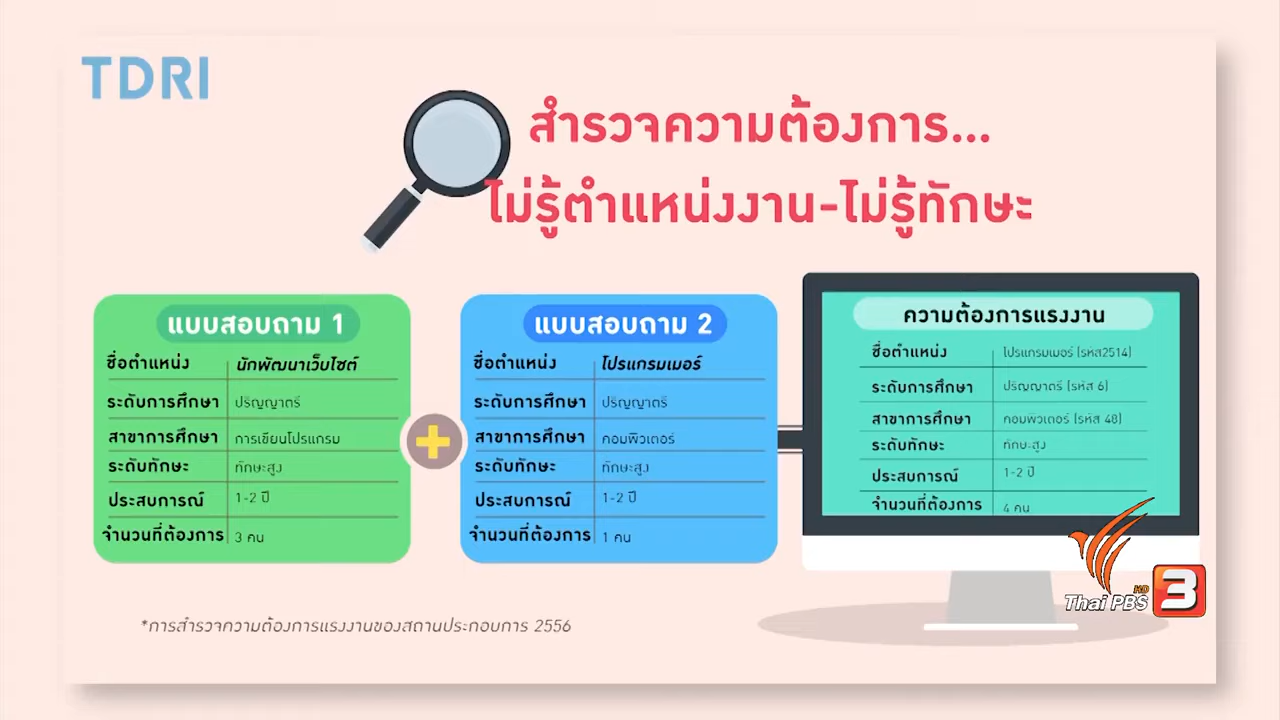 TDRI
สำรวจความต้องการ...
ไม่รู้ตำแหน่งงาน-ไม่รู้ทักษะ
แบบสอบถาม 1
ชื่อตำแหน่ง นักพัฒนาเว็บไซต์
ระดับการศึกษา ปริญญาตรี
สาขาการศึกษา การเขียนโปรแกรม
ระดับทักษะ ทักษะสูง
ประสบการณ์ 1-2 ปี
จำนวนที่ต้องการ 3 คน
แบบสอบถาม 2
ชื่อตำแหน่ง โปรแกรมเมอร์
ระดับการศึกษา ปริญญาตรี
สาขาการศึกษา คอมพิวเตอร์
ระดับทักษะ ทักษะสูง
ประสบการณ์ 1-2 ปี
จำนวนที่ต้องการ 1 คน
ความต้องการแรงงาน
ชื่อตำแหน่ง โปรแกรมเมอร์ (รหัส2514)
ระดับการศึกษา ปริญญาตรี (รหัส 6)
สาขาการศึกษา คอมพิวเตอร์ (รหัส 48)
ระดับทักษะ ทักษะสูง
ประสบการณ์ 1-2 ปี
จำนวนที่ต้องการ 4 คน
*การสำรวจความต้องการแรงงานของสถานประกอบการ 2556
Thai PBS HD 3